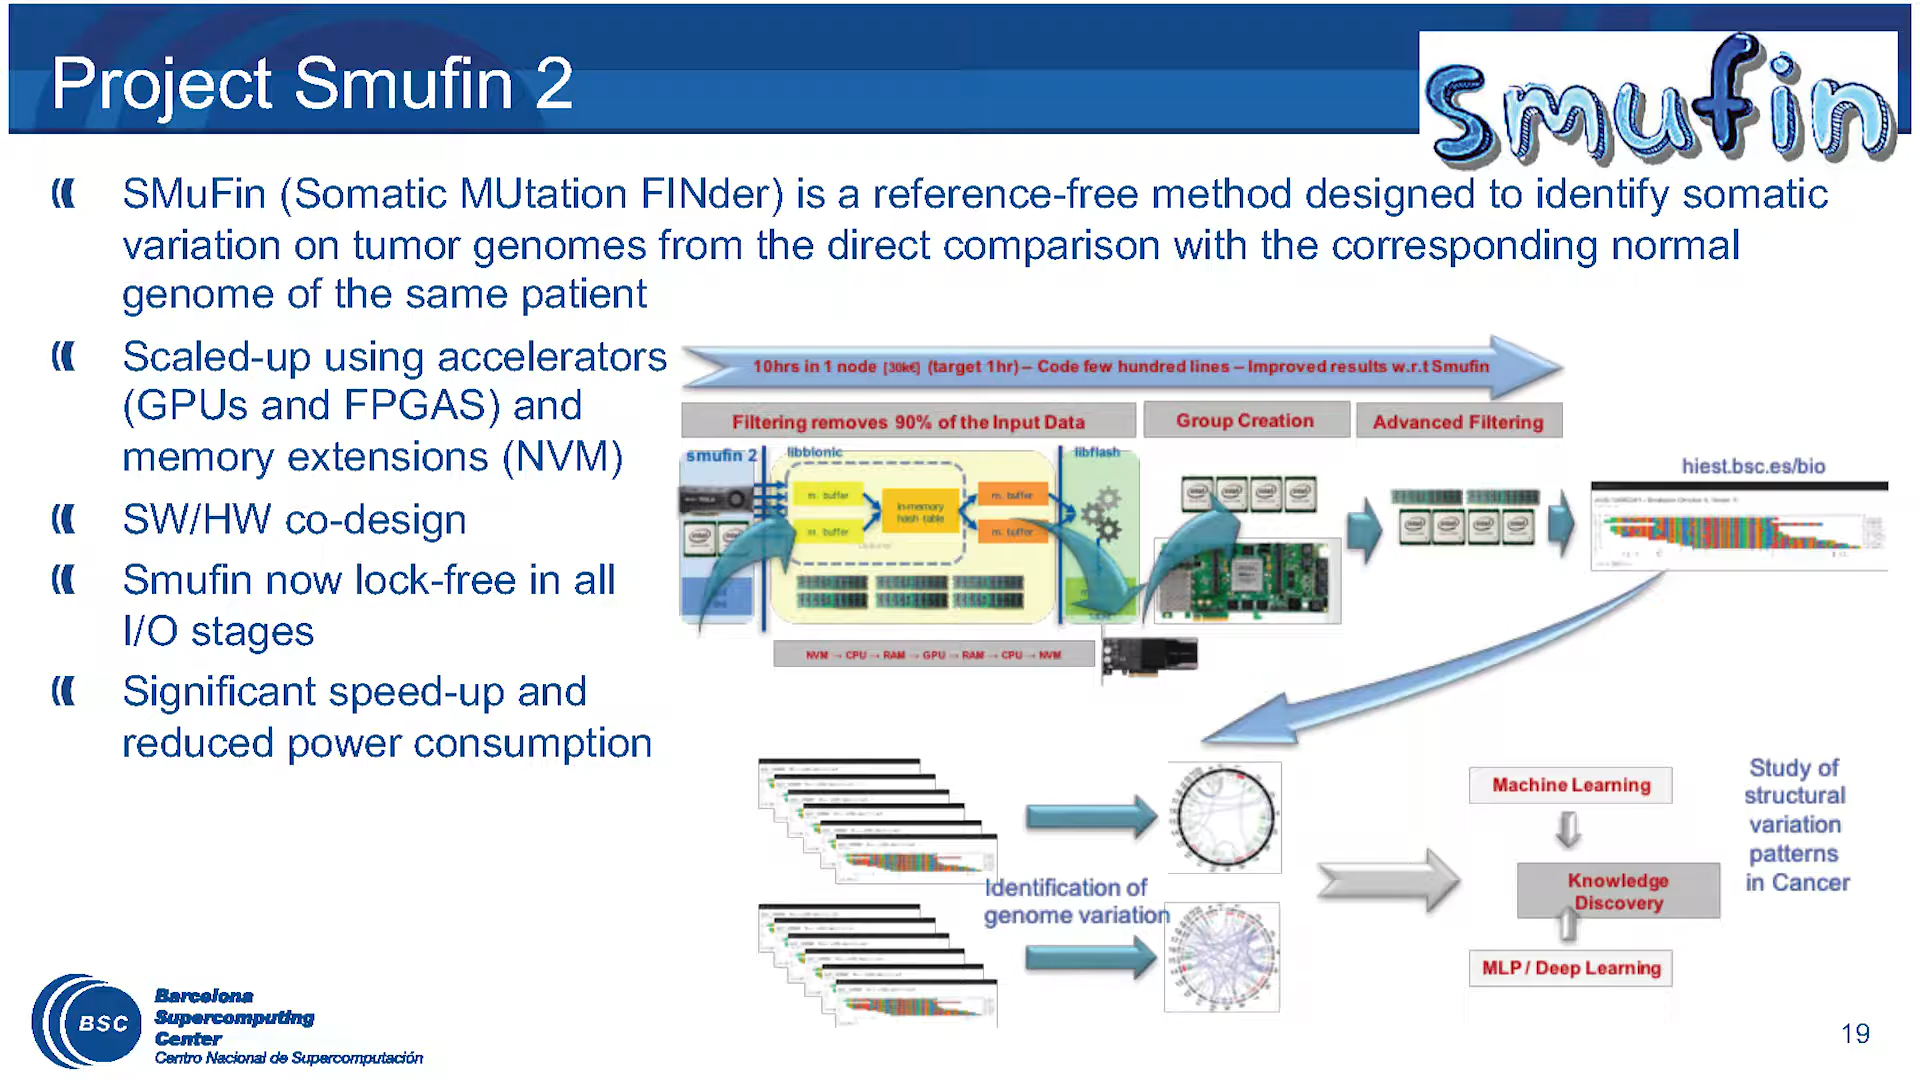 Project Smufin 2
smufin
SMuFin (Somatic MUtation FINder) is a reference-free method designed to identify somatic
variation on tumor genomes from the direct comparison with the corresponding normal
genome of the same patient
Scaled-up using accelerators
(GPUs and FPGAS) and
memory extensions (NVM)
SW/HW co-design
Smufin now lock-free in all
I/O stages
Significant speed-up and
reduced power consumption
10hrs in 1 node [30k€] (target 1hr) – Code few hundred lines – Improved results w.r.t Smufin
Filtering removes 90% of the Input Data
Group Creation
Advanced Filtering
smufin 2
libbionic
libflash
m. buffer
m. buffer
In-memory
hash-table
m. buffer
m. buffer
NVM → CPU → RAM → GPU → RAM → CPU → NVM
hiest.bsc.es/bio
Identification of
genome variation
Machine Learning
Knowledge
Discovery
MLP / Deep Learning
Study of
structural
variation
patterns
in Cancer
BSC
Barcelona
Supercomputing
Center
Centro Nacional de Supercomputación
19